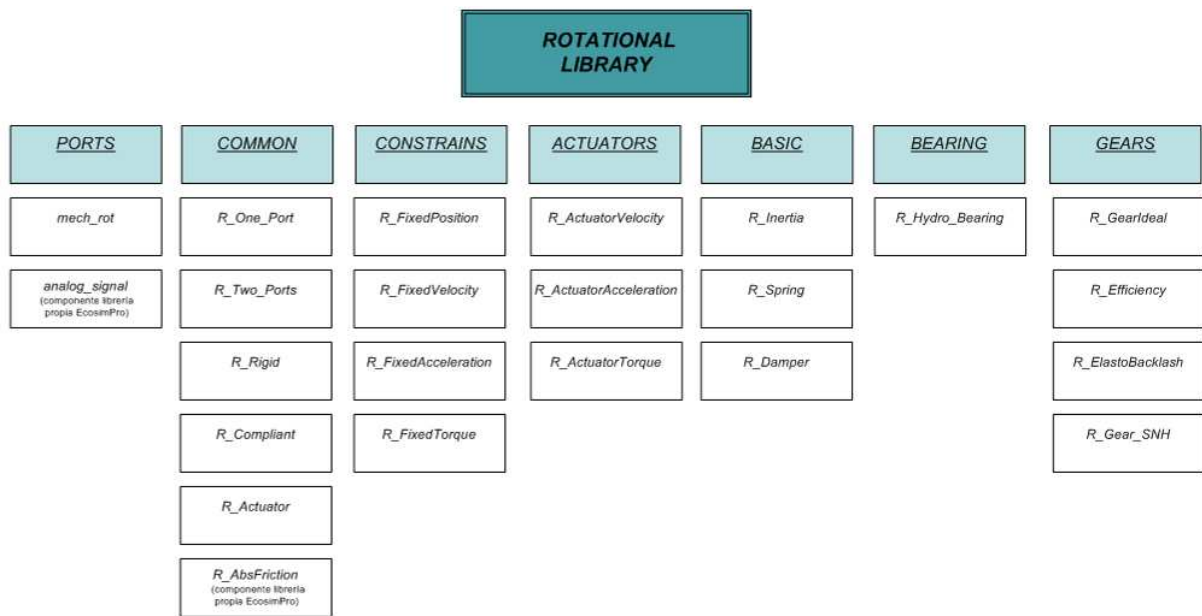 ROTATIONAL
LIBRARY
PORTS
COMMON
CONSTRAINS
ACTUATORS
BASIC
BEARING
GEARS
mech_rot
R_One_Port
R_FixedPosition
R_ActuatorVelocity
R_Inertia
R_Hydro_Bearing
R_GearIdeal
analog_signal
(componente librería
propia EcosimPro)
R_Two_Ports
R_FixedVelocity
R_ActuatorAcceleration
R_Spring
R_Efficiency
R_Rigid
R_FixedAcceleration
R_ActuatorTorque
R_Damper
R_ElastoBacklash
R_Compliant
R_FixedTorque
R_Gear_SNH
R_Actuator
R_AbsFriction
(componente librería
propia EcosimPro)